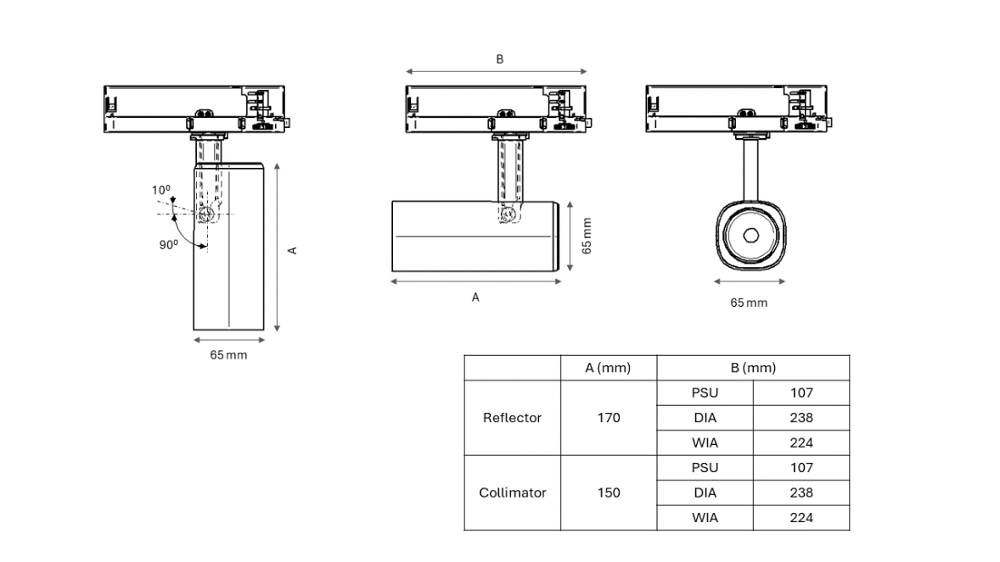 B
10⁰
90⁰
A
65 mm
65 mm
A
65 mm
A (mm) B (mm)
Reflector 170 PSU 107
DIA 238
WIA 224
Collimator 150 PSU 107
DIA 238
WIA 224